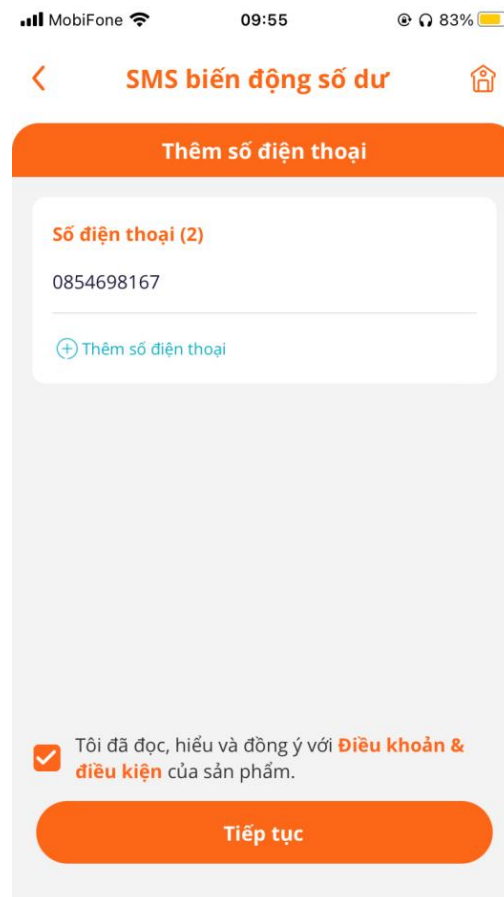 MobiFone 09:55 83%
SMS biến động số dư
Thêm số điện thoại
Số điện thoại (2)
0854698167
Thêm số điện thoại
Tôi đã đọc, hiểu và đồng ý với Điều khoản &
điều kiện của sản phẩm.
Tiếp tục